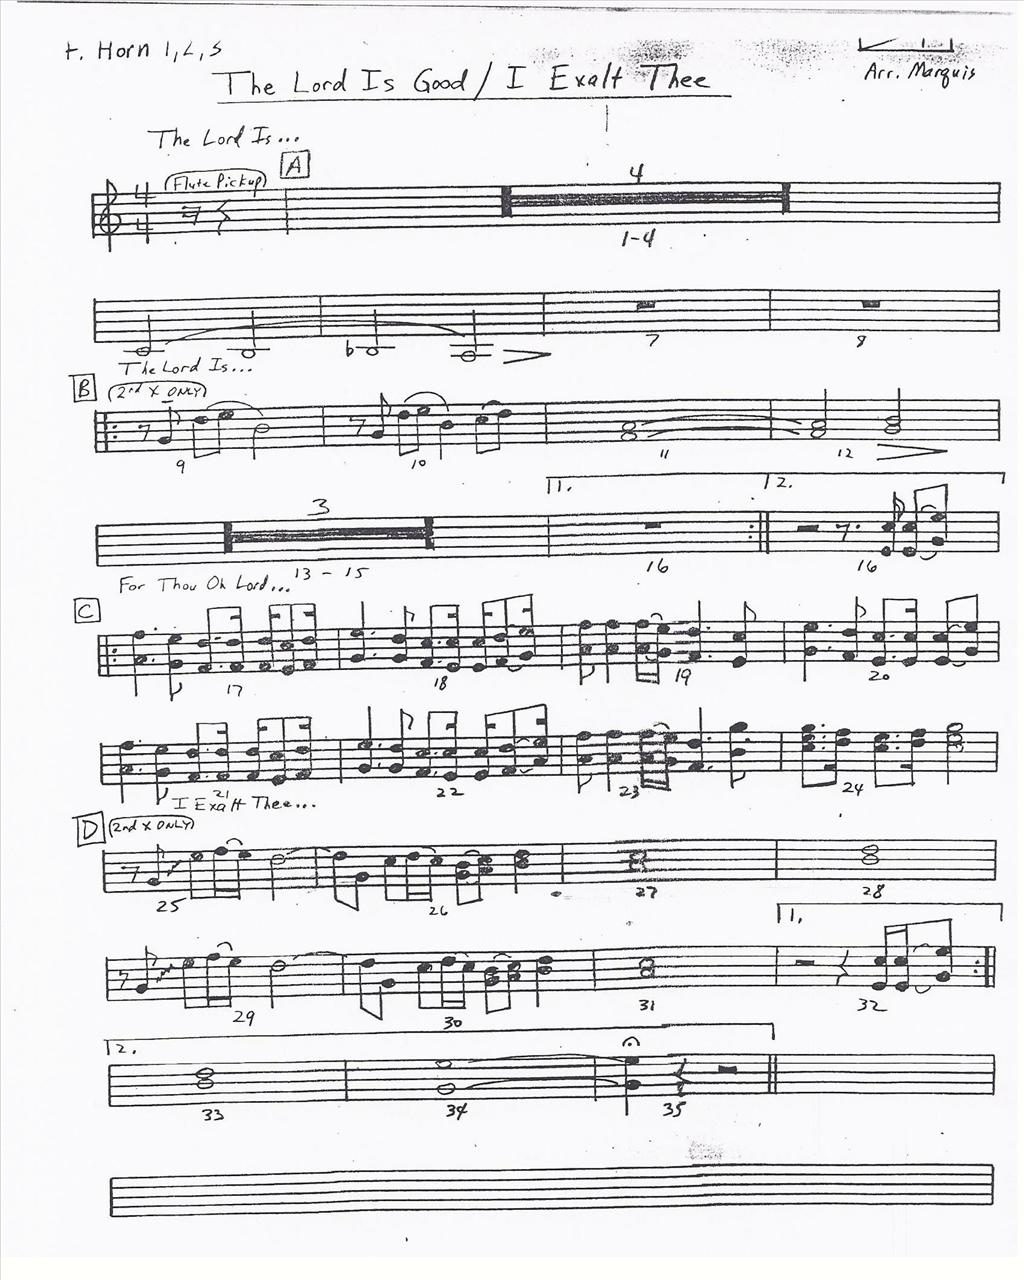 F. Horn 1, 2, 3
The Lord Is Good / I Exalt Thee
Arr. Marquis
The Lord Is...
(Flute Pickup)
A
4
4
4
1-4
7
8
The Lord Is...
B
(2nd X ONLY)
9
10
11
12
1.
2.
3
13 - 15
16
16
For Thou Oh Lord...
C
17
18
19
20
21
22
23
24
I Exalt Thee...
D
(2nd X ONLY)
25
26
27
28
1.
29
30
31
32
2.
33
34
35